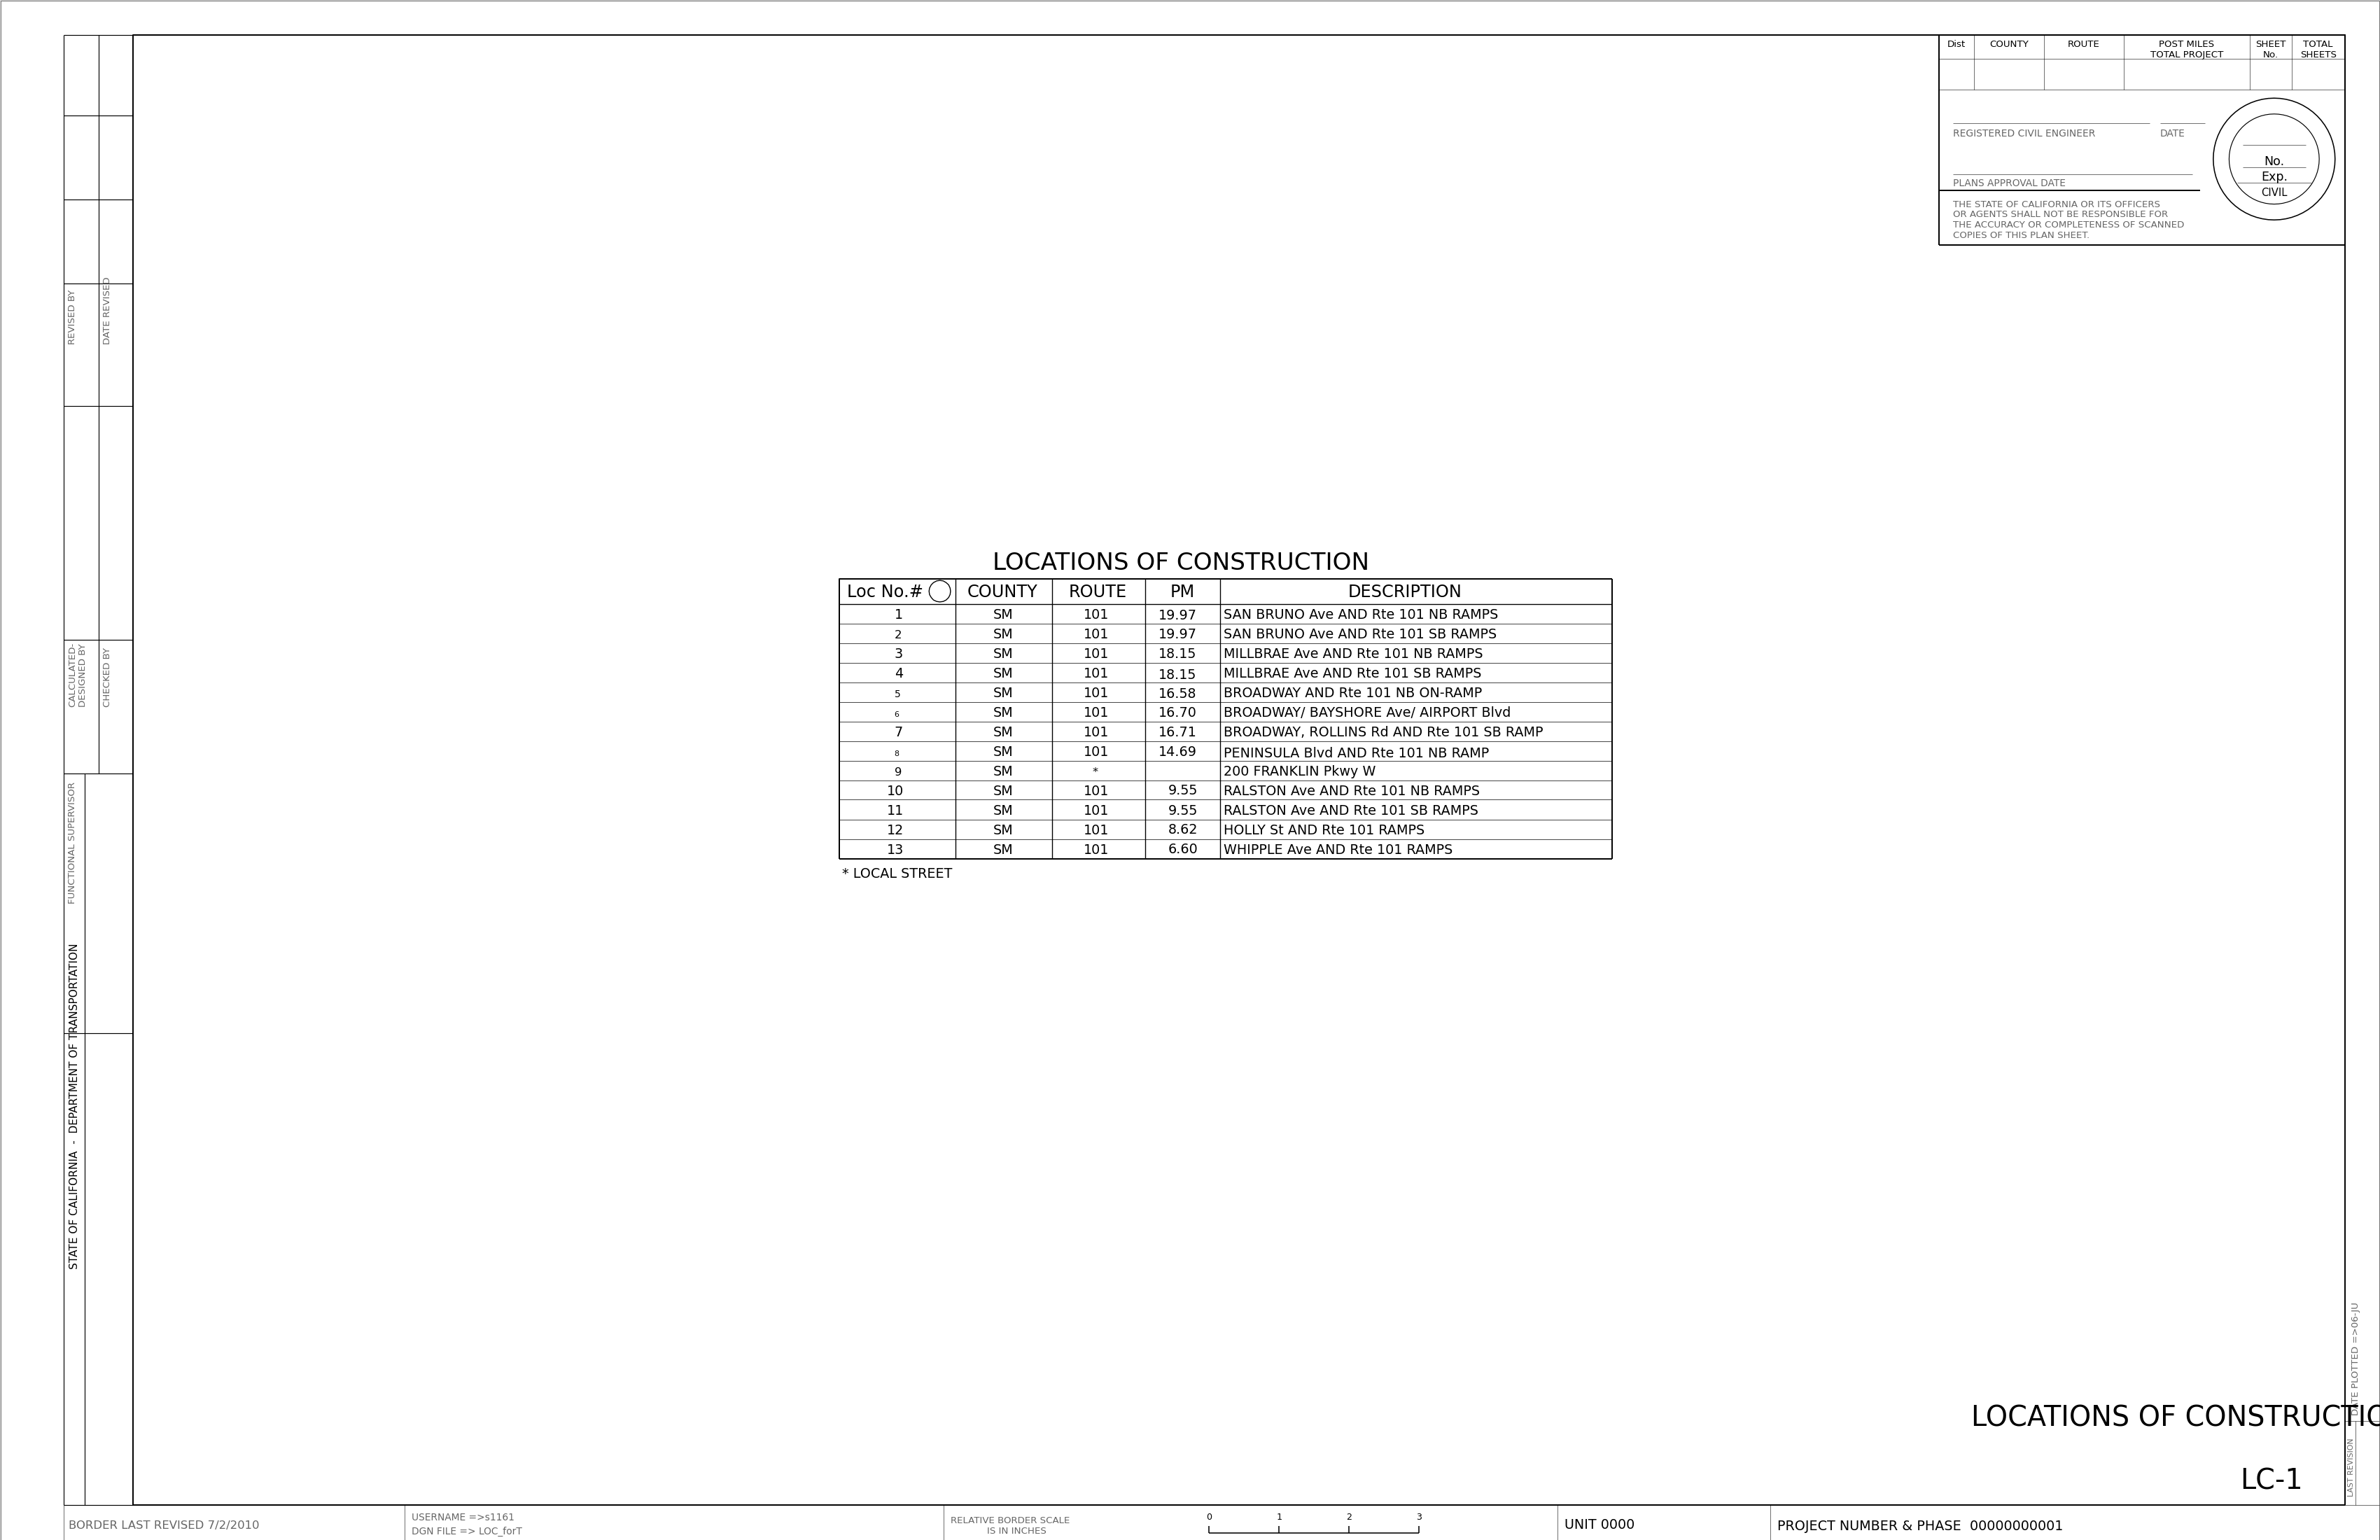 Dist COUNTY ROUTE POST MILES TOTAL PROJECT SHEET No. TOTAL SHEETS
REGISTERED CIVIL ENGINEER DATE
PLANS APPROVAL DATE
THE STATE OF CALIFORNIA OR ITS OFFICERS
OR AGENTS SHALL NOT BE RESPONSIBLE FOR
THE ACCURACY OR COMPLETENESS OF SCANNED
COPIES OF THIS PLAN SHEET.
No.
Exp.
CIVIL
REVISED BY
DATE REVISED
CALCULATED-
DESIGNED BY
CHECKED BY
FUNCTIONAL SUPERVISOR
STATE OF CALIFORNIA - DEPARTMENT OF TRANSPORTATION
LOCATIONS OF CONSTRUCTION
Loc No.# COUNTY ROUTE PM DESCRIPTION
1 SM 101 19.97 SAN BRUNO Ave AND Rte 101 NB RAMPS
2 SM 101 19.97 SAN BRUNO Ave AND Rte 101 SB RAMPS
3 SM 101 18.15 MILLBRAE Ave AND Rte 101 NB RAMPS
4 SM 101 18.15 MILLBRAE Ave AND Rte 101 SB RAMPS
5 SM 101 16.58 BROADWAY AND Rte 101 NB ON-RAMP
6 SM 101 16.70 BROADWAY/ BAYSHORE Ave/ AIRPORT Blvd
7 SM 101 16.71 BROADWAY, ROLLINS Rd AND Rte 101 SB RAMP
8 SM 101 14.69 PENINSULA Blvd AND Rte 101 NB RAMP
9 SM * 200 FRANKLIN Pkwy W
10 SM 101 9.55 RALSTON Ave AND Rte 101 NB RAMPS
11 SM 101 9.55 RALSTON Ave AND Rte 101 SB RAMPS
12 SM 101 8.62 HOLLY St AND Rte 101 RAMPS
13 SM 101 6.60 WHIPPLE Ave AND Rte 101 RAMPS
* LOCAL STREET
DATE PLOTTED =>06-JU
LOCATIONS OF CONSTRUCTIO
LAST REVISION
LC-1
BORDER LAST REVISED 7/2/2010
USERNAME =>s1161
DGN FILE => LOC_forT
RELATIVE BORDER SCALE
IS IN INCHES
0 1 2 3
UNIT 0000
PROJECT NUMBER & PHASE 00000000001